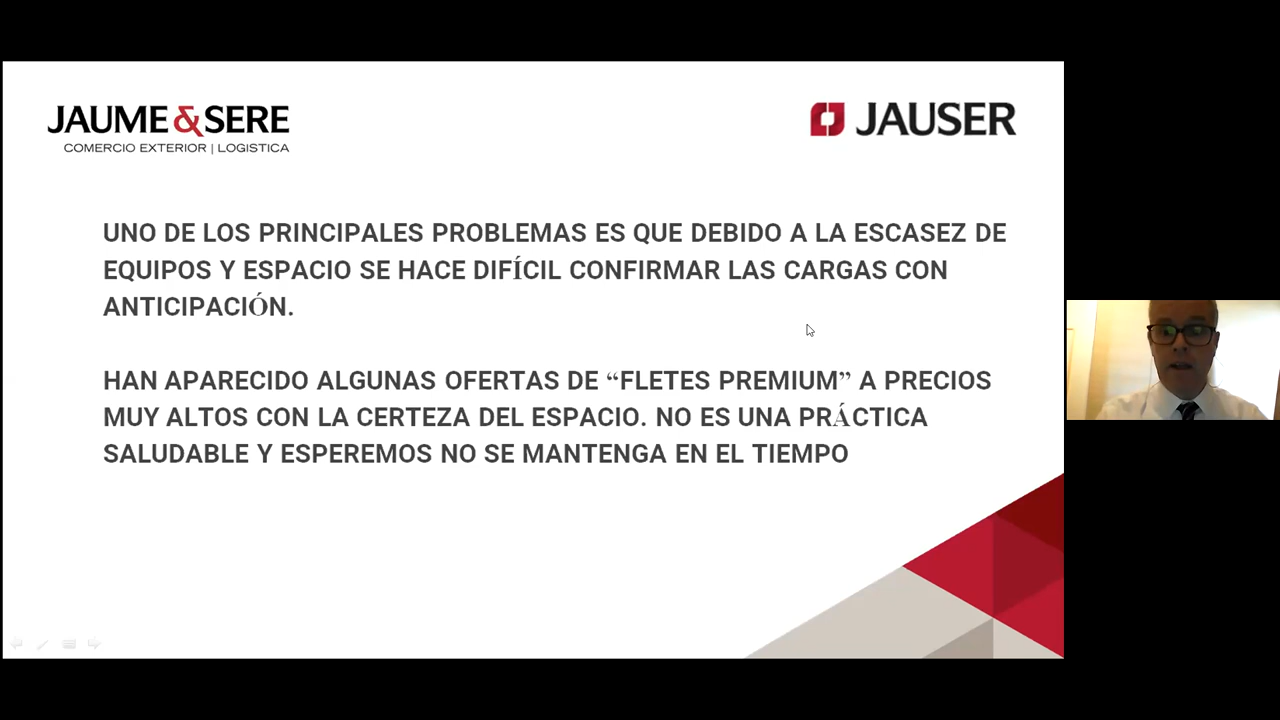 JAUME&SERE
COMERCIO EXTERIOR | LOGISTICA
JAUSER
UNO DE LOS PRINCIPALES PROBLEMAS ES QUE DEBIDO A LA ESCASEZ DE
EQUIPOS Y ESPACIO SE HACE DIFÍCIL CONFIRMAR LAS CARGAS CON
ANTICIPACIÓN.
HAN APARECIDO ALGUNAS OFERTAS DE “FLETES PREMIUM” A PRECIOS
MUY ALTOS CON LA CERTEZA DEL ESPACIO. NO ES UNA PRÁCTICA
SALUDABLE Y ESPEREMOS NO SE MANTENGA EN EL TIEMPO